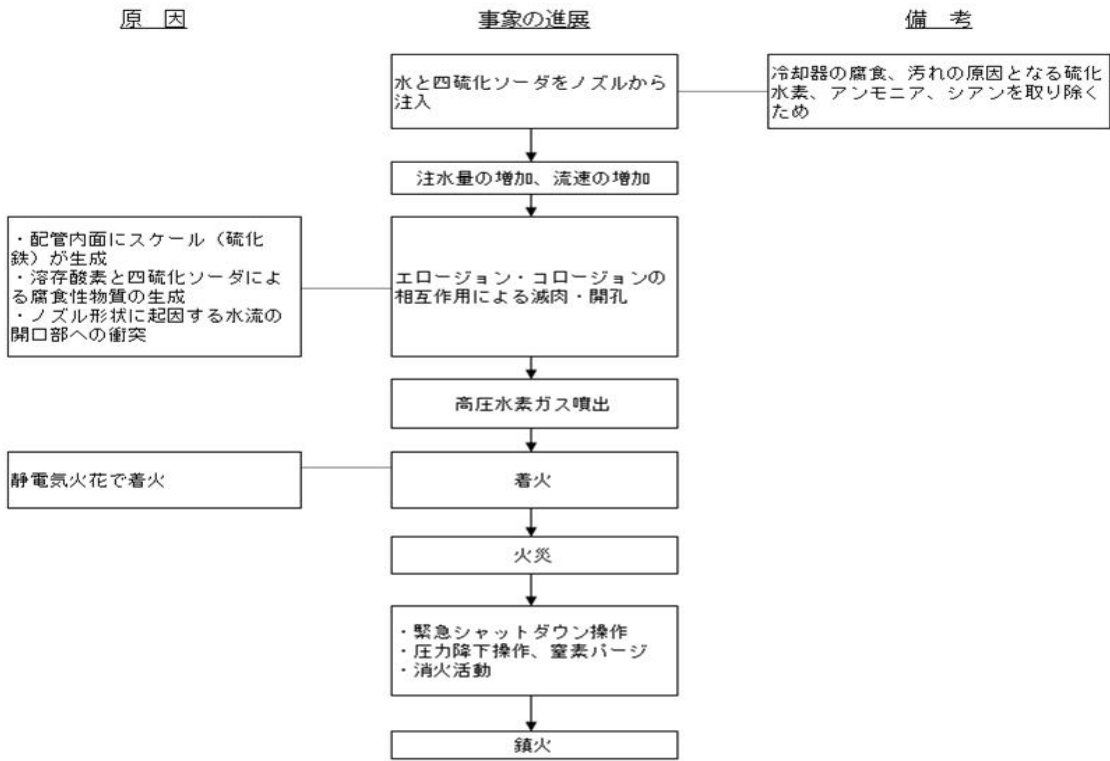 原　因
事象の進展
備　考
水と四硫化ソーダをノズルから
注入
冷却器の腐食、汚れの原因となる硫化
水素、アンモニア、シアンを取り除く
ため
注水量の増加、流速の増加
・配管内面にスケール（硫化
鉄）が生成
・溶存酸素と四硫化ソーダによ
る腐食性物質の生成
・ノズル形状に起因する水流の
開口部への衝突
エロージョン・コロージョンの
相互作用による減肉・開孔
高圧水素ガス噴出
静電気火花で着火
着火
火災
・緊急シャットダウン操作
・圧力降下操作、窒素パージ
・消火活動
鎮火